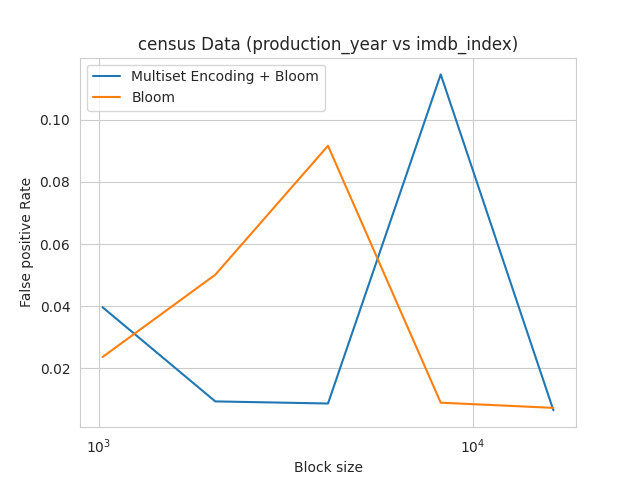 census Data (production_year vs imdb_index)
Multiset Encoding + Bloom
Bloom
False positive Rate
0.10
0.08
0.06
0.04
0.02
10³
10⁴
Block size